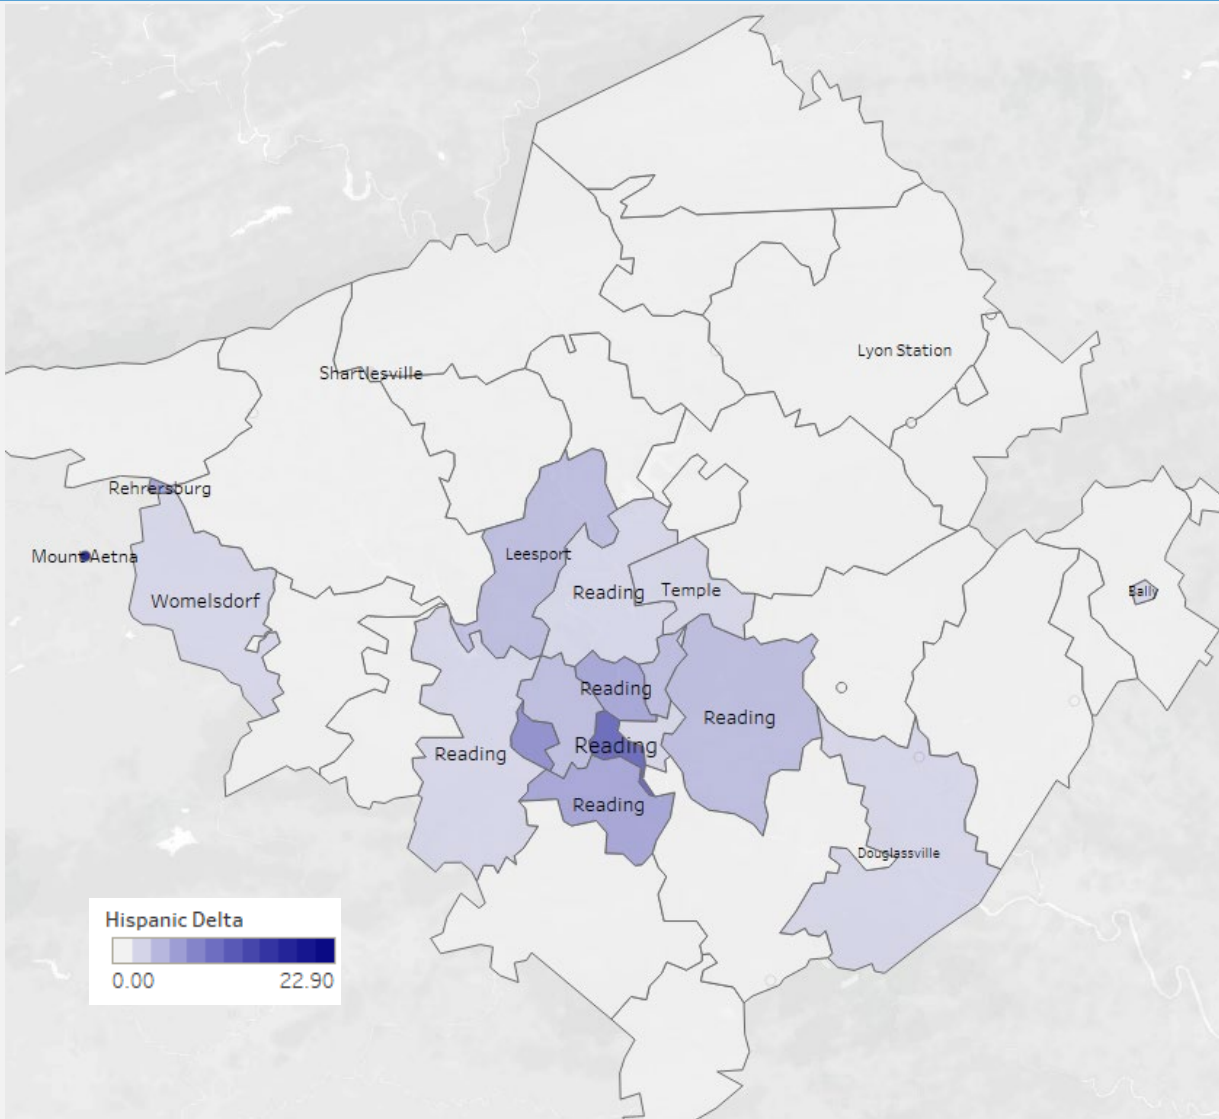 Lyon Station
Shartlesville
Rehrersburg
Mount Aetna
Leesport
Reading
Temple
Bally
Womelsdorf
Reading
Reading
Reading
Reading
Reading
Douglassville
Hispanic Delta
0.00
22.90